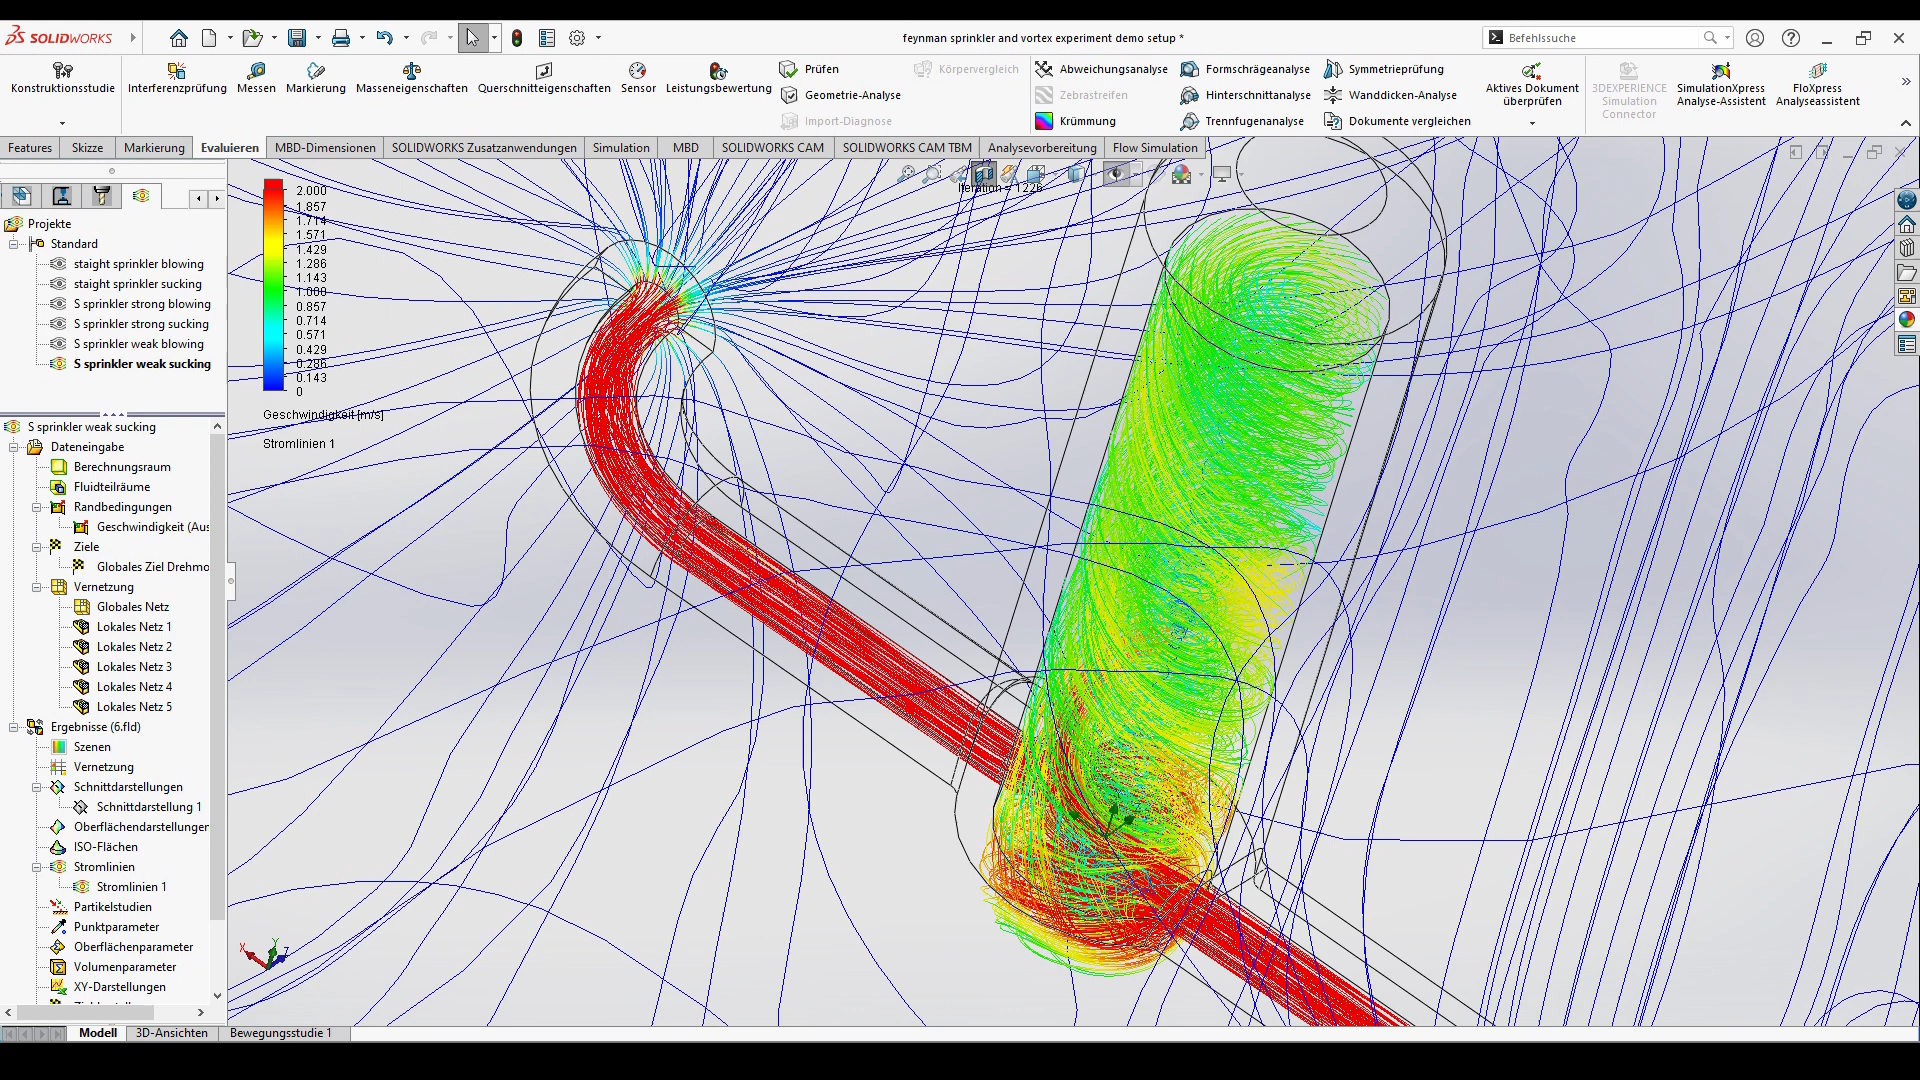 SOLIDWORKS
feynman sprinkler and vortex experiment demo setup *
Befehlssuche
Konstruktionsstudie
Interferenzprüfung
Messen
Markierung
Masseneigenschaften
Querschnitteigenschaften
Sensor
Leistungsbewertung
Prüfen
Geometrie-Analyse
Import-Diagnose
Körpervergleich
Abweichungsanalyse
Zebrastreifen
Krümmung
Formschrägeanalyse
Hinterschnittanalyse
Trennfugenanalyse
Symmetrieprüfung
Wanddicken-Analyse
Dokumente vergleichen
Aktives Dokument
überprüfen
3DEXPERIENCE
Simulation
Connector
SimulationXpress
Analyse-Assistent
FloXpress
Analyseassistent
Features
Skizze
Markierung
Evaluieren
MBD-Dimensionen
SOLIDWORKS Zusatzanwendungen
Simulation
MBD
SOLIDWORKS CAM
SOLIDWORKS CAM TBM
Analysevorbereitung
Flow Simulation
Projekte
Standard
staight sprinkler blowing
staight sprinkler sucking
S sprinkler strong blowing
S sprinkler strong sucking
S sprinkler weak blowing
S sprinkler weak sucking
S sprinkler weak sucking
Dateneingabe
Berechnungsraum
Fluidteilräume
Randbedingungen
Geschwindigkeit (Aus
Ziele
Globales Ziel Drehmo
Vernetzung
Globales Netz
Lokales Netz 1
Lokales Netz 2
Lokales Netz 3
Lokales Netz 4
Lokales Netz 5
Ergebnisse (6.fld)
Szenen
Vernetzung
Schnittdarstellungen
Schnittdarstellung 1
Oberflächendarstellungen
ISO-Flächen
Stromlinien
Stromlinien 1
Partikelstudien
Punktparameter
Oberflächenparameter
Volumenparameter
XY-Darstellungen
2.000
1.857
1.714
1.571
1.429
1.286
1.143
1.000
0.857
0.714
0.571
0.429
0.286
0.143
0
Geschwindigkeit [m/s]
Stromlinien 1
Iteration = 1226
X
Y
Z
Modell
3D-Ansichten
Bewegungsstudie 1